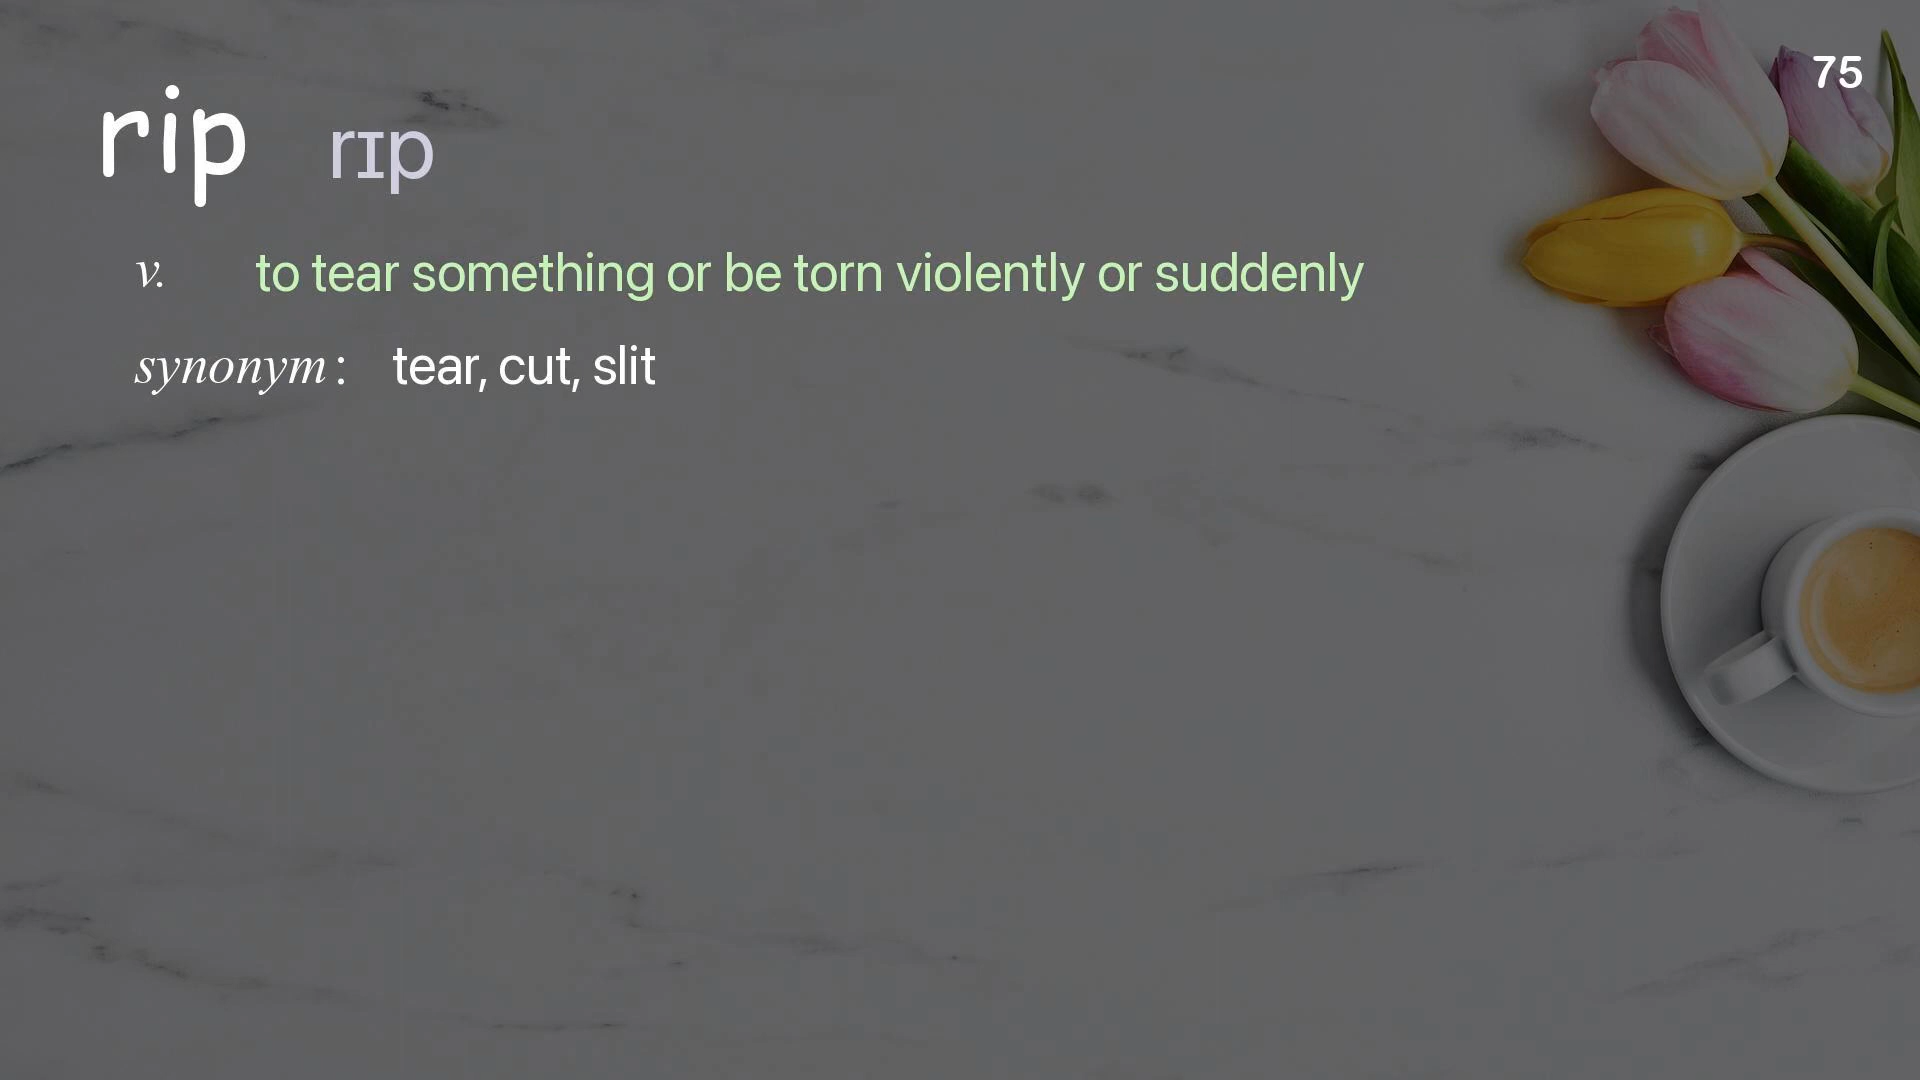 75
rip rɪp
v. to tear something or be torn violently or suddenly
synonym: tear, cut, slit